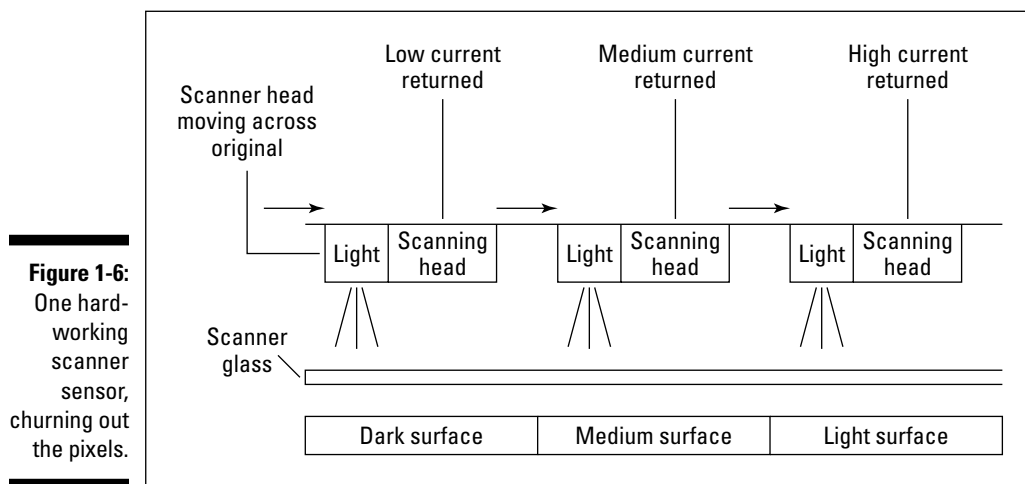 Low current
returned
Medium current
returned
High current
returned
Scanner head
moving across
original
Light
Scanning
head
Light
Scanning
head
Light
Scanning
head
Scanner
glass
Dark surface
Medium surface
Light surface
Figure 1-6:
One hard-
working
scanner
sensor,
churning out
the pixels.